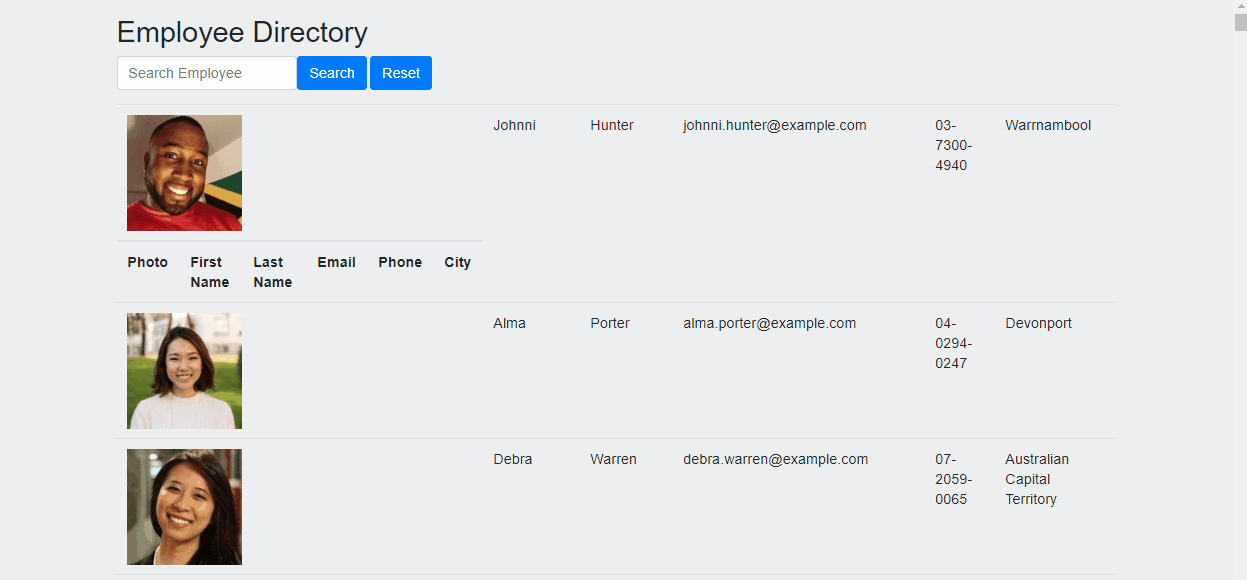 Employee Directory
Search Employee Search Reset
Johnni Hunter johnni.hunter@example.com 03-
7300-
4940 Warrnambool
Photo First
Name Last
Name Email Phone City
Alma Porter alma.porter@example.com 04-
0294-
0247 Devonport
Debra Warren debra.warren@example.com 07-
2059-
0065 Australian
Capital
Territory